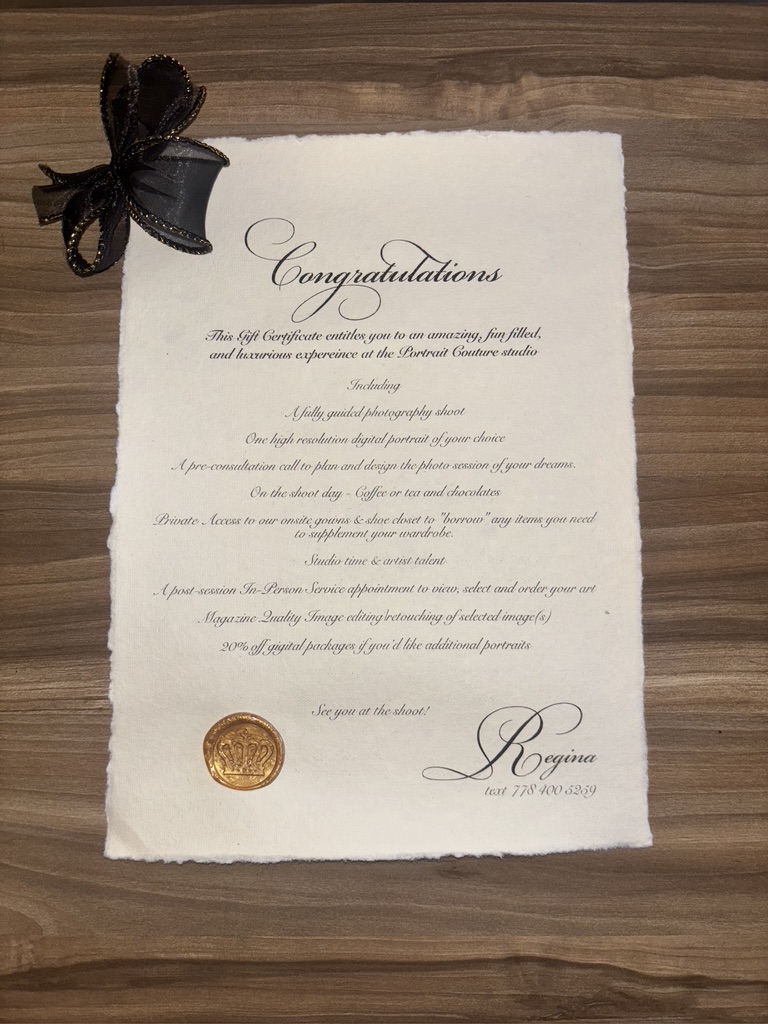 Congratulations
This Gift Certificate entitles you to an amazing, fun filled,
and luxurious expereince at the Portrait Couture studio
Including
A fully guided photography shoot
One high resolution digital portrait of your choice
A pre-consultation call to plan and design the photo session of your dreams.
On the shoot day - Coffee or tea and chocolates
Private Access to our onsite gowns & shoe closet to "borrow" any items you need
to supplement your wardrobe.
Studio time & artist talent
A post-session In-Person Service appointment to view, select and order your art
Magazine Quality Image editing/retouching of selected image(s)
20% off gigital packages if you'd like additional portraits
See you at the shoot!
Regina
text 778 400 5259